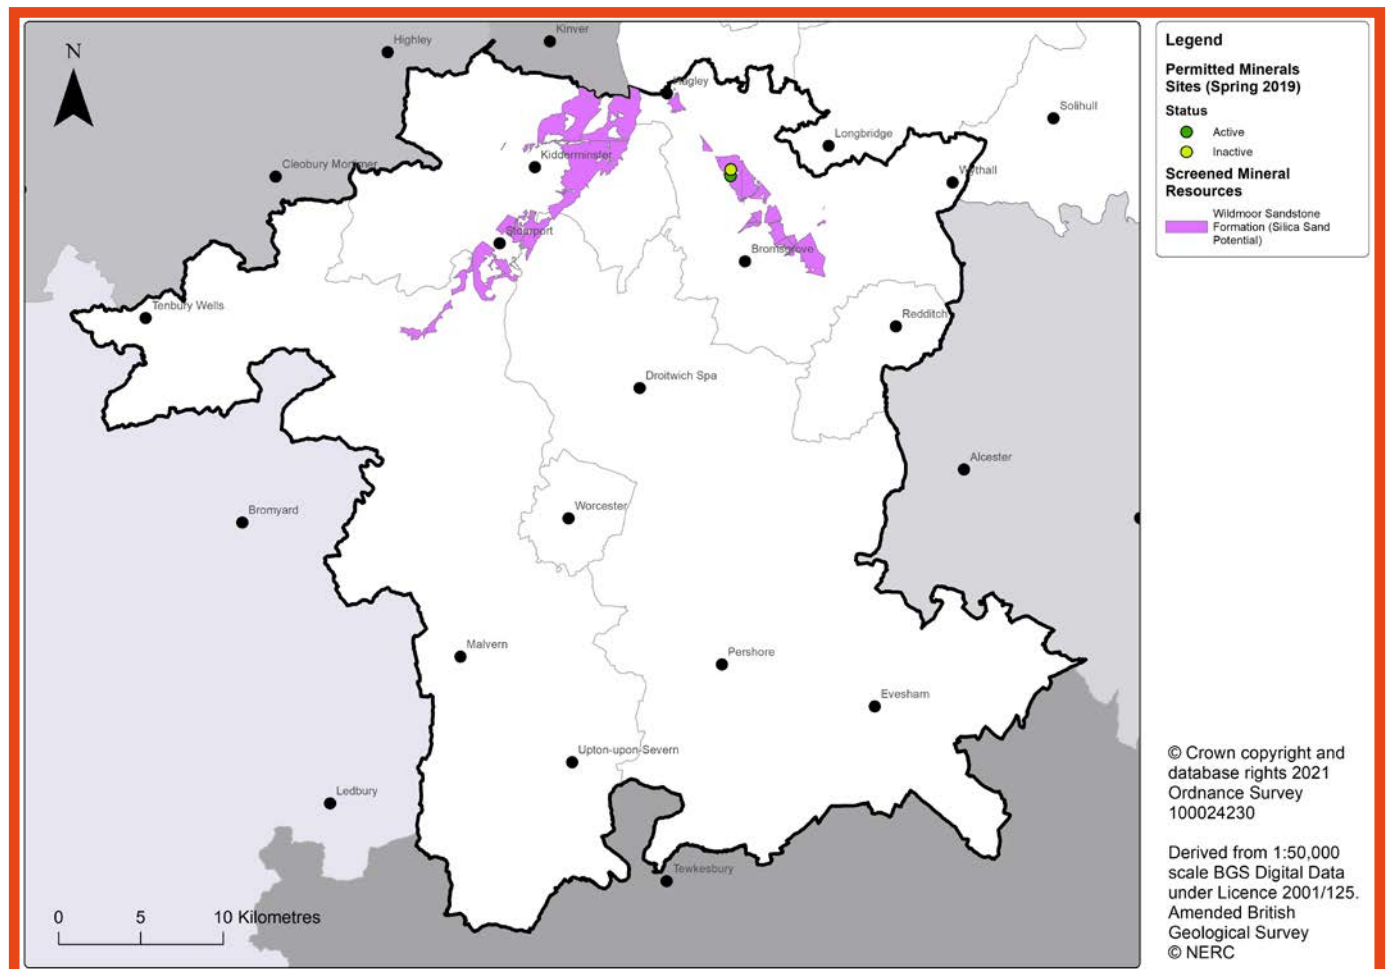 Kinver
Highley
N
Hagley
Solihull
Longbridge
Kidderminster
Cleobury Mortimer
Wythall
Stourport
Bromsgrove
Tenbury Wells
Redditch
Droitwich Spa
Alcester
Worcester
Bromyard
Malvern
Pershore
Evesham
Upton-upon-Severn
Ledbury
Tewkesbury
0 5 10 Kilometres
Legend
Permitted Minerals
Sites (Spring 2019)
Status
Active
Inactive
Screened Mineral
Resources
Wildmoor Sandstone
Formation (Silica Sand
Potential)
© Crown copyright and
database rights 2021
Ordnance Survey
100024230
Derived from 1:50,000
scale BGS Digital Data
under Licence 2001/125.
Amended British
Geological Survey
© NERC